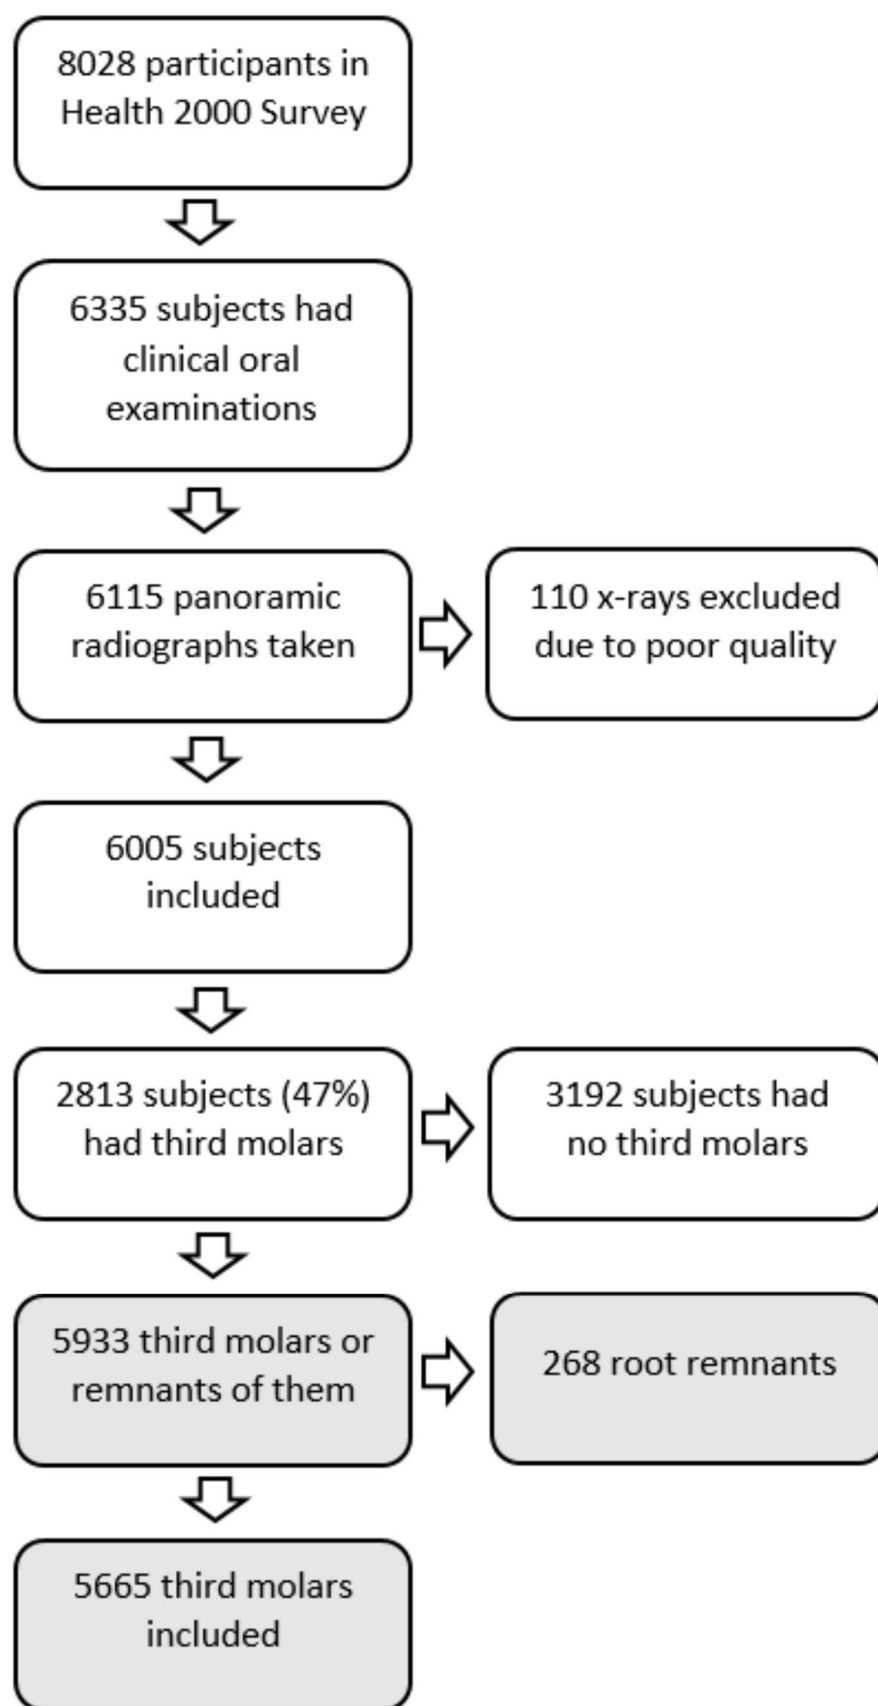 8028 participants in
Health 2000 Survey
6335 subjects had
clinical oral
examinations
6115 panoramic
radiographs taken
110 x-rays excluded
due to poor quality
6005 subjects
included
2813 subjects (47%)
had third molars
3192 subjects had
no third molars
5933 third molars or
remnants of them
268 root remnants
5665 third molars
included